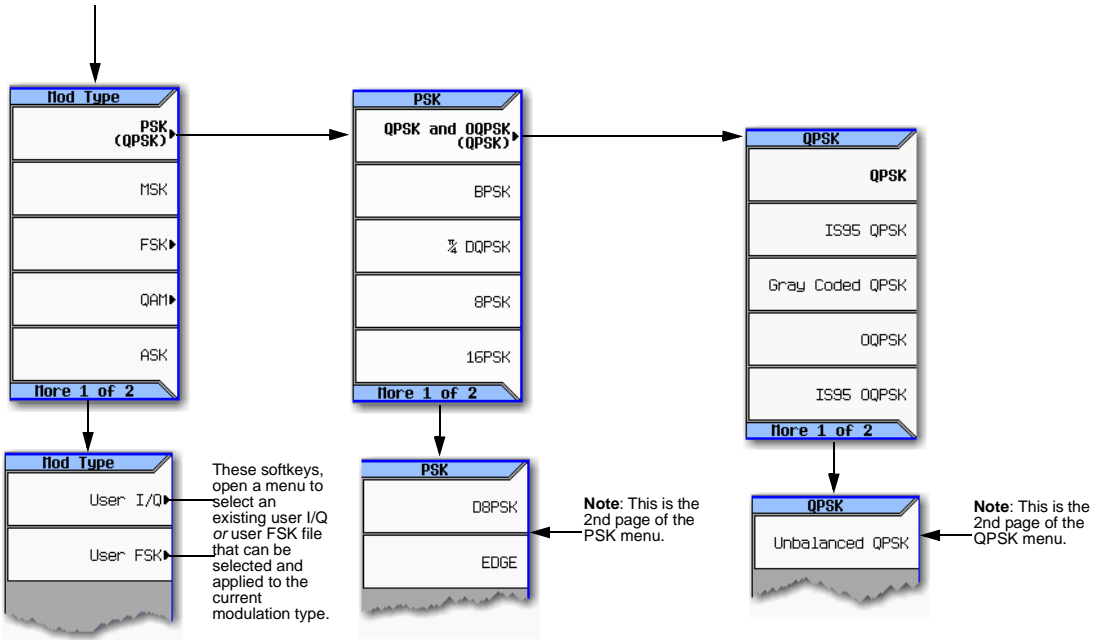 Mod Type
PSK
(QPSK)
MSK
FSK
QAM
ASK
More 1 of 2
Mod Type
User I/Q
User FSK
These softkeys,
open a menu to
select an
existing user I/Q
or user FSK file
that can be
selected and
applied to the
current
modulation type.
PSK
QPSK and OQPSK
(QPSK)
BPSK
π/4 DQPSK
8PSK
16PSK
More 1 of 2
PSK
D8PSK
EDGE
Note: This is the
2nd page of the
PSK menu.
QPSK
QPSK
IS95 QPSK
Gray Coded QPSK
OQPSK
IS95 OQPSK
More 1 of 2
QPSK
Unbalanced QPSK
Note: This is the
2nd page of the
QPSK menu.